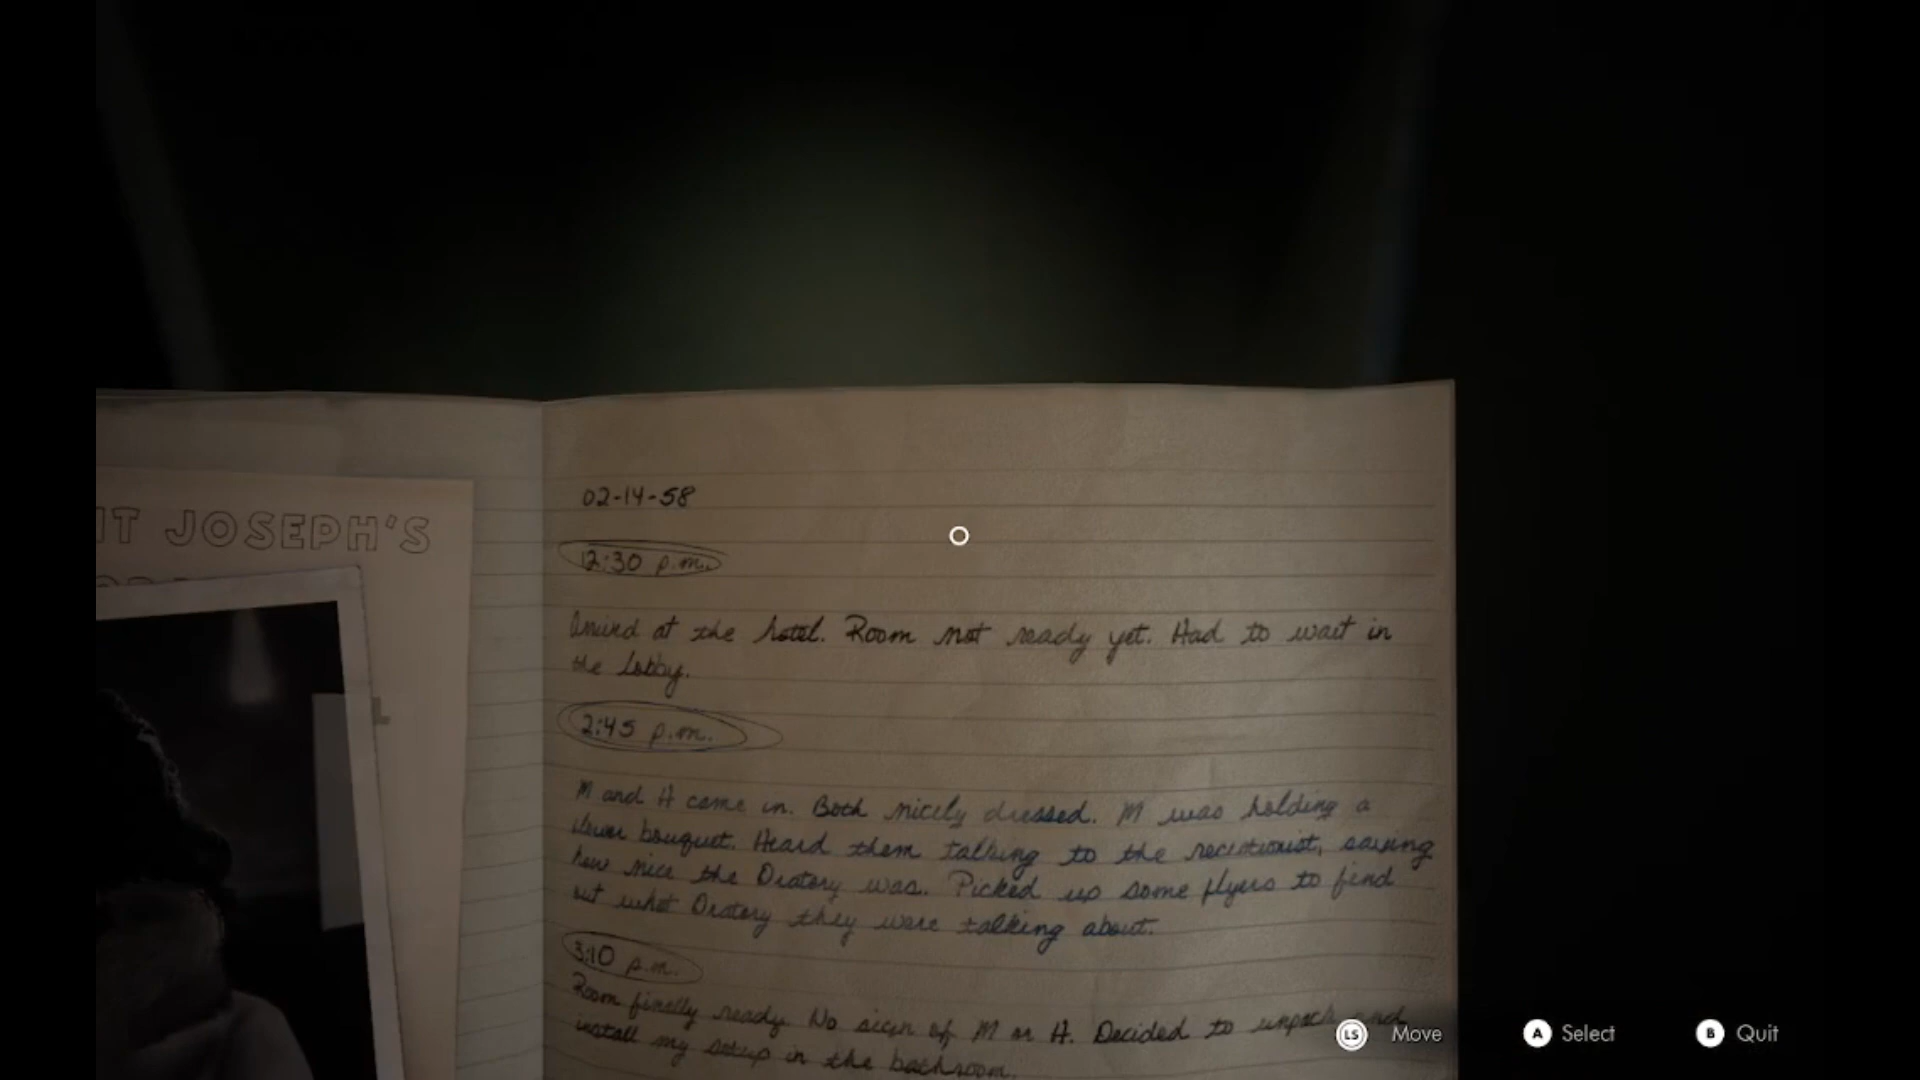 IT JOSEPH'S
02-14-58
12:30 p.m.
Arrived at the hotel. Room not ready yet. Had to wait in
the lobby.
2:45 p.m.
M and H came in. Both nicely dressed. M was holding a
flower bouquet. Heard them talking to the receptionist, saying
how nice the Oratory was. Picked up some flyers to find
out what Oratory they were talking about.
3:10 p.m.
Room finally ready. No sign of M or H. Decided to unpack and
install my setup in the bathroom.
LS Move A Select B Quit